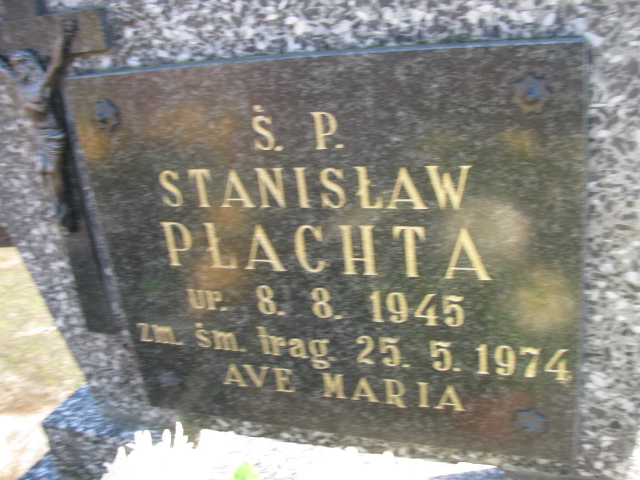 Ś. P.
STANISŁAW
PŁACHTA
ur. 8. 8. 1945
zm. śm. trag. 25. 5. 1974
AVE MARIA